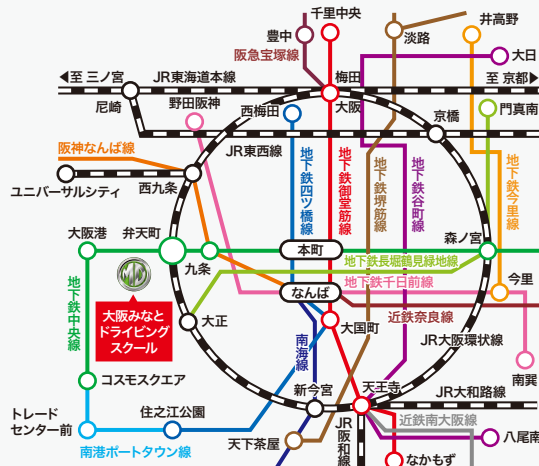 千里中央
豊中
淡路
井高野
阪急宝塚線
大日
◀至 三ノ宮
JR東海道本線
梅田
至 京都▶
尼崎
野田阪神
西梅田
大阪
京橋
門真南
阪神なんば線
JR東西線
地下鉄四ツ橋線
地下鉄御堂筋線
地下鉄堺筋線
地下鉄谷町線
地下鉄今里線
ユニバーサルシティ
西九条
大阪港
弁天町
本町
森ノ宮
九条
地下鉄長堀鶴見緑地線
地下鉄中央線
なんば
地下鉄千日前線
今里
大阪みなと
ドライビング
スクール
大正
近鉄奈良線
大国町
JR大阪環状線
南海線
南巽
コスモスクエア
新今宮
天王寺
JR大和路線
トレード
センター前
住之江公園
近鉄南大阪線
天下茶屋
JR阪和線
八尾南
南港ポートタウン線
なかもず